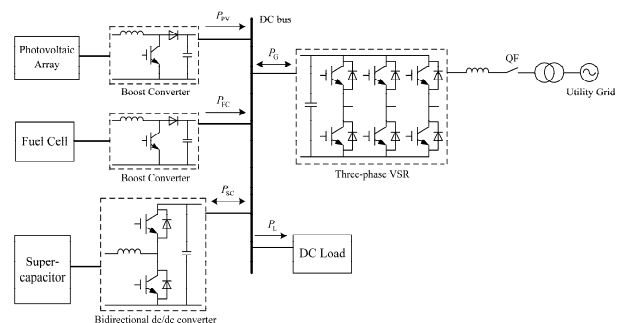 P_PV
DC bus
Photovoltaic
Array
Boost Converter
P_G
QF
Utility Grid
Three-phase VSR
P_FC
Fuel Cell
Boost Converter
P_SC
Super-
capacitor
Bidirectional dc/dc converter
P_L
DC Load